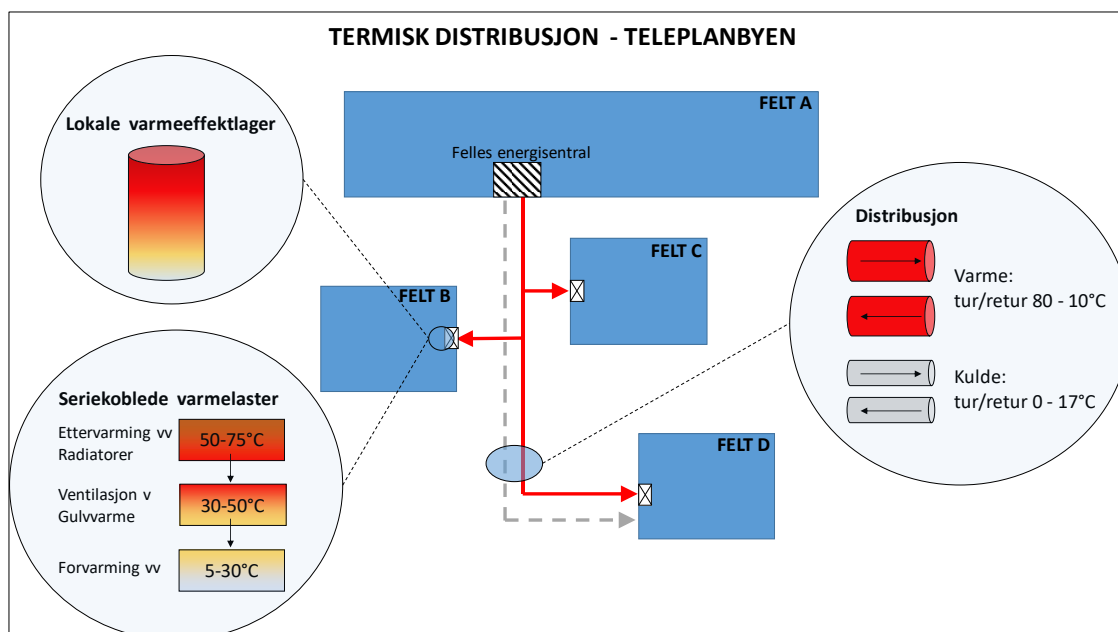 TERMISK DISTRIBUSJON - TELEPLANBYEN
FELT A
Felles energisentral
Lokale varmeeffektlager
FELT C
FELT B
FELT D
Distribusjon
Varme:
tur/retur 80 - 10°C
Kulde:
tur/retur 0 - 17°C
Seriekoblede varmelaster
Ettervarming vv
Radiatorer
50-75°C
Ventilasjon v
Gulvvarme
30-50°C
Forvarming vv
5-30°C